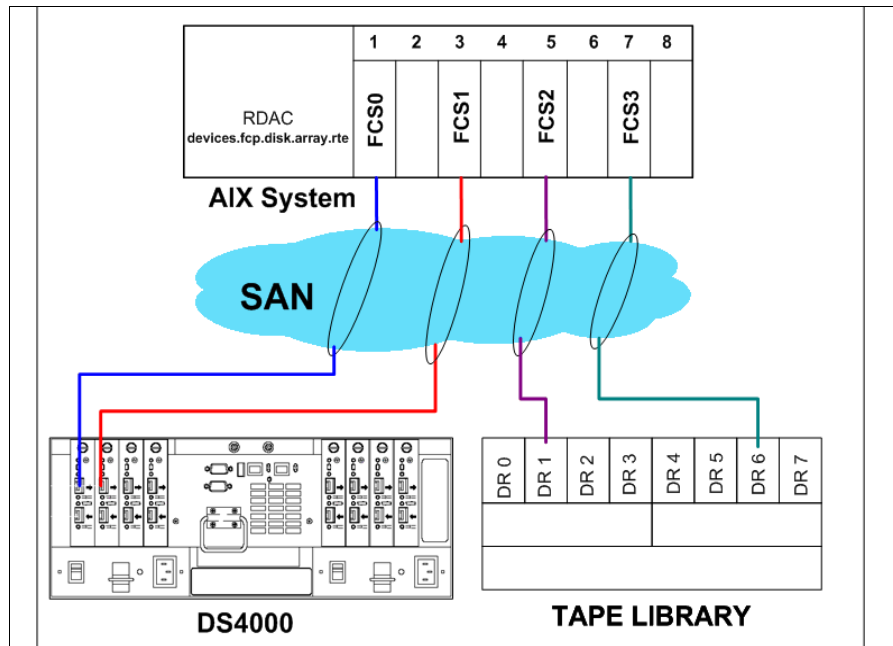 1 2 3 4 5 6 7 8
RDAC
devices.fcp.disk.array.rte
FCS0
FCS1
FCS2
FCS3
AIX System
SAN
DR 0
DR 1
DR 2
DR 3
DR 4
DR 5
DR 6
DR 7
DS4000
TAPE LIBRARY